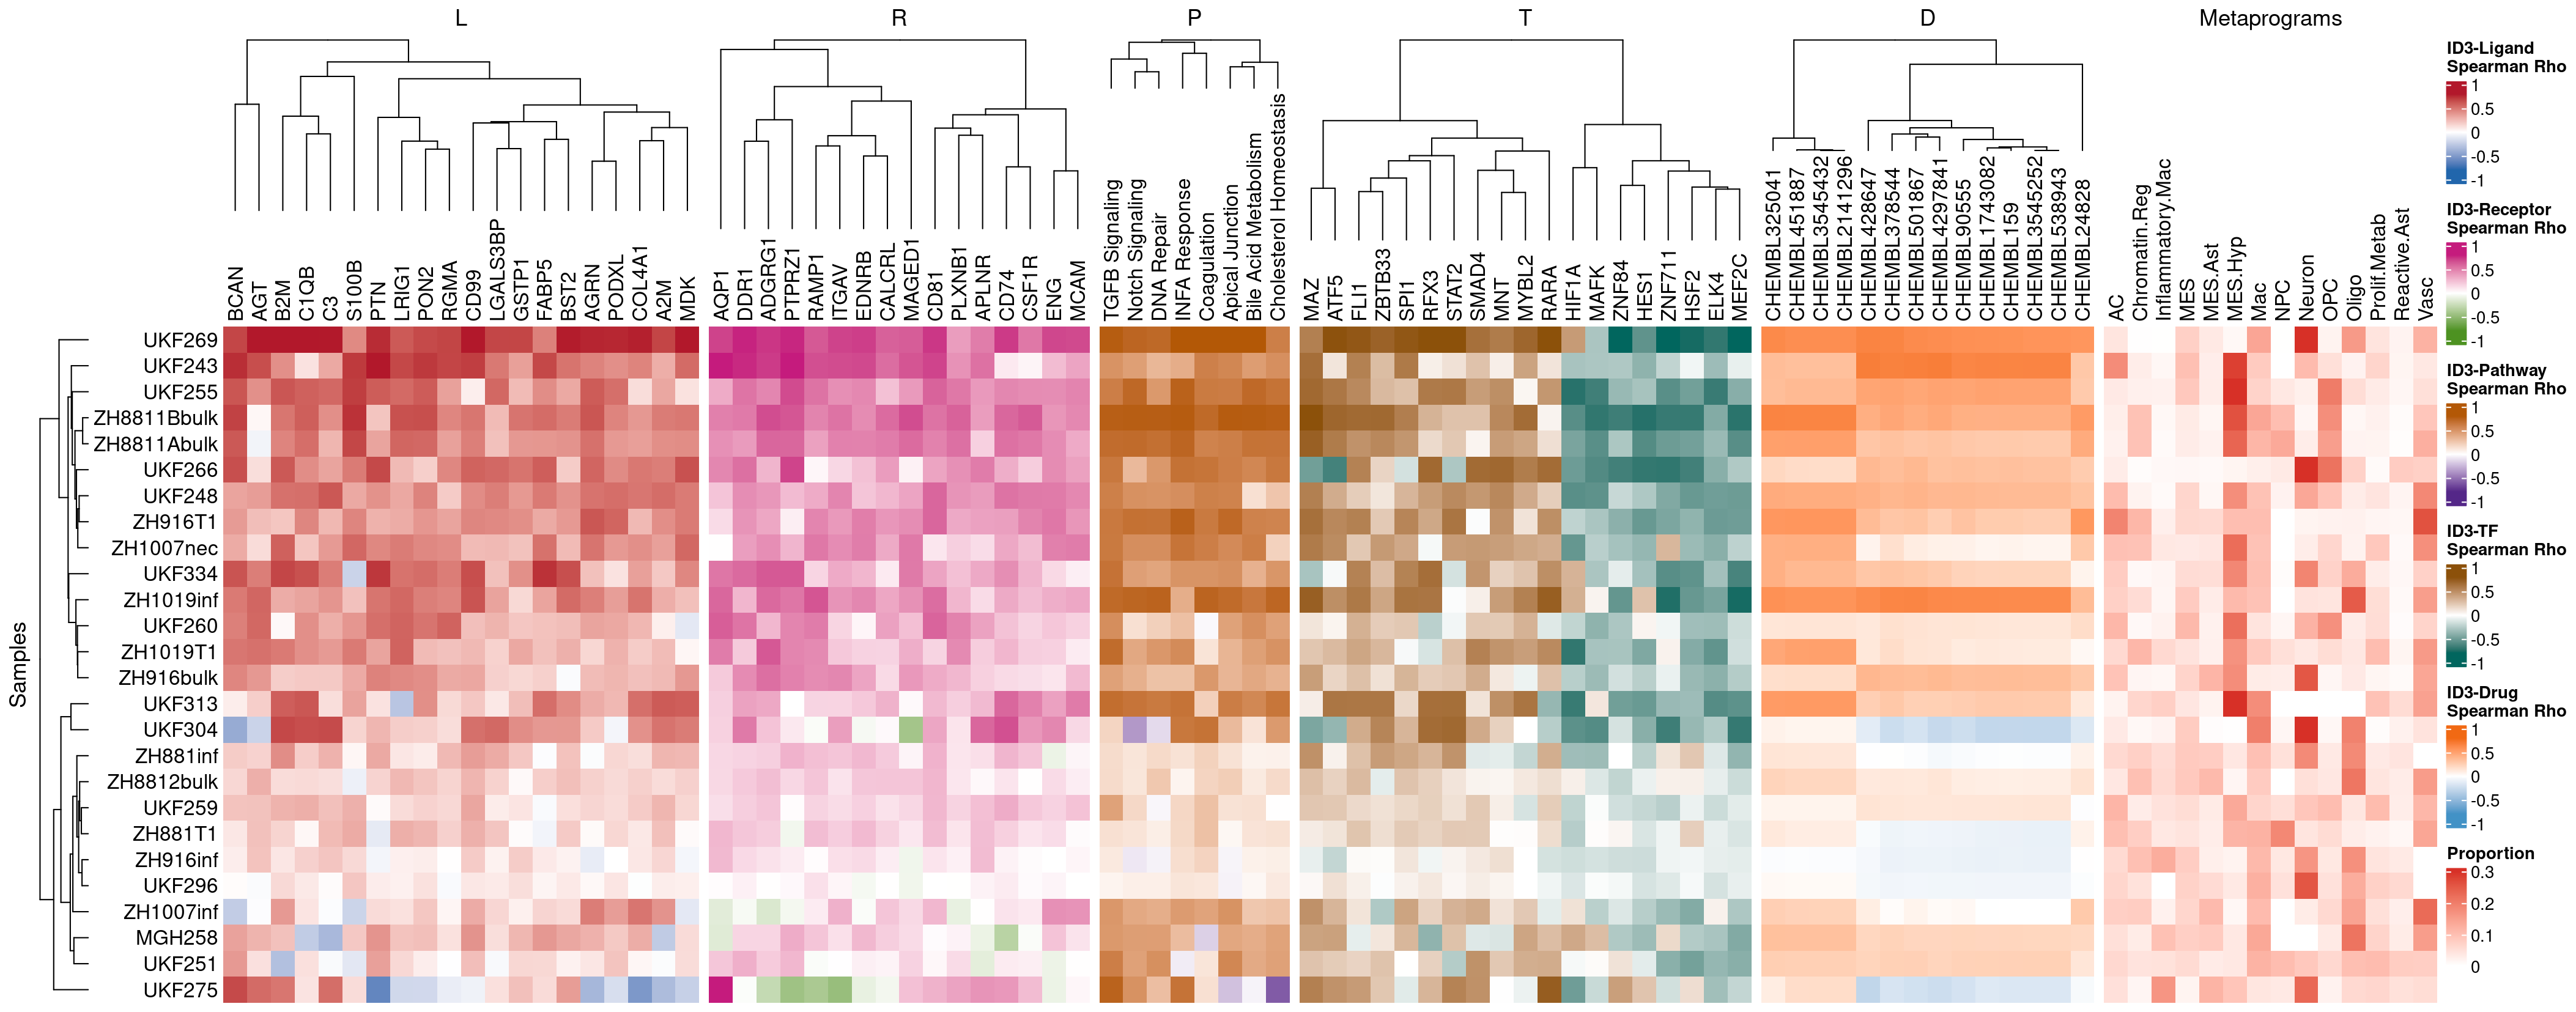 L
R
P
T
D
Metaprograms
BCAN
AGT
B2M
C1QB
C3
S100B
PTN
LRIG1
PON2
RGMA
CD99
LGALS3BP
GSTP1
FABP5
BST2
AGRN
PODXL
COL4A1
A2M
MDK
AQP1
DDR1
ADGRG1
PTPRZ1
RAMP1
ITGAV
EDNRB
CALCRL
MAGED1
CD81
PLXNB1
APLNR
CD74
CSF1R
ENG
MCAM
TGFB Signaling
Notch Signaling
DNA Repair
INFA Response
Coagulation
Apical Junction
Bile Acid Metabolism
Cholesterol Homeostasis
MAZ
ATF5
FLI1
ZBTB33
SPI1
RFX3
STAT2
SMAD4
MNT
MYBL2
RARA
HIF1A
MAFK
ZNF84
HES1
ZNF711
HSF2
ELK4
MEF2C
CHEMBL325041
CHEMBL451887
CHEMBL3545432
CHEMBL2141296
CHEMBL428647
CHEMBL378544
CHEMBL501867
CHEMBL4297841
CHEMBL90555
CHEMBL1743082
CHEMBL159
CHEMBL3545252
CHEMBL538943
CHEMBL24828
AC
Chromatin.Reg
Inflammatory.Mac
MES
MES.Ast
MES.Hyp
Mac
NPC
Neuron
OPC
Oligo
Prolif.Metab
Reactive.Ast
Vasc
Samples
UKF269
UKF243
UKF255
ZH8811Bbulk
ZH8811Abulk
UKF266
UKF248
ZH916T1
ZH1007nec
UKF334
ZH1019inf
UKF260
ZH1019T1
ZH916bulk
UKF313
UKF304
ZH881inf
ZH8812bulk
UKF259
ZH881T1
ZH916inf
UKF296
ZH1007inf
MGH258
UKF251
UKF275
ID3-Ligand
Spearman Rho
1
0.5
0
-0.5
-1
ID3-Receptor
Spearman Rho
1
0.5
0
-0.5
-1
ID3-Pathway
Spearman Rho
1
0.5
0
-0.5
-1
ID3-TF
Spearman Rho
1
0.5
0
-0.5
-1
ID3-Drug
Spearman Rho
1
0.5
0
-0.5
-1
Proportion
0.3
0.2
0.1
0